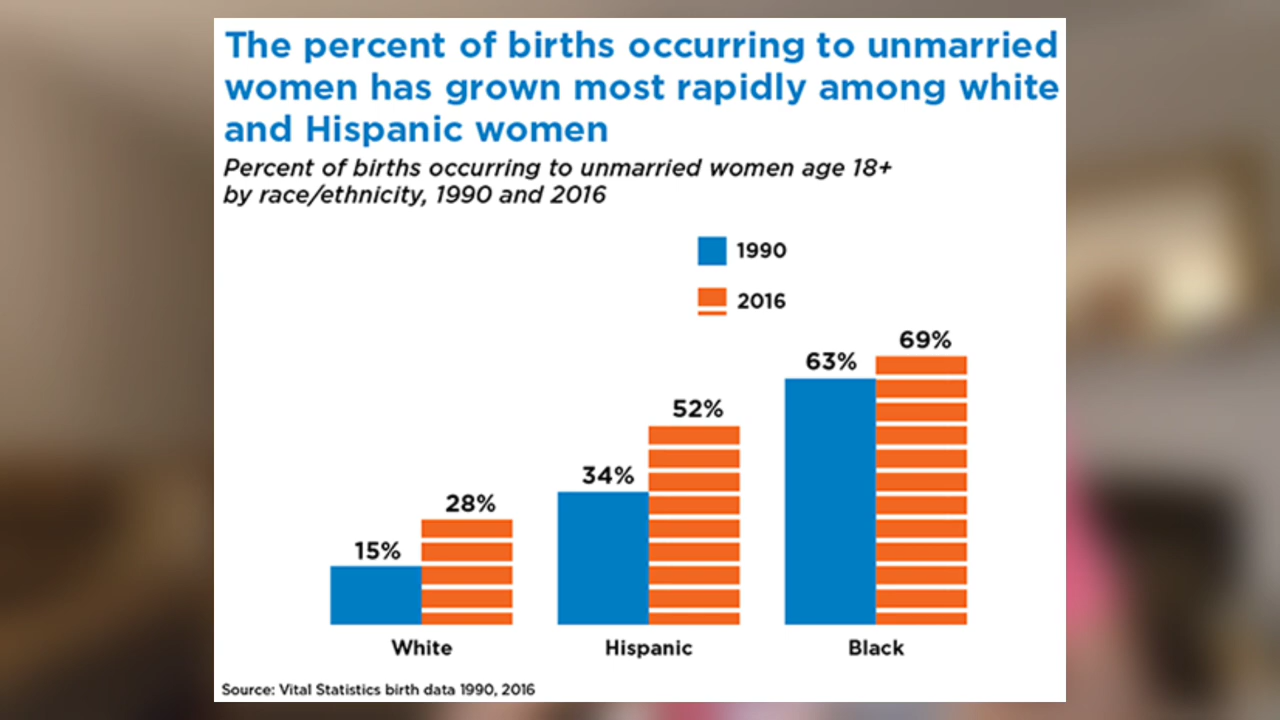 The percent of births occurring to unmarried
women has grown most rapidly among white
and Hispanic women
Percent of births occurring to unmarried women age 18+
by race/ethnicity, 1990 and 2016
1990
2016
15%
28%
34%
52%
63%
69%
White
Hispanic
Black
Source: Vital Statistics birth data 1990, 2016